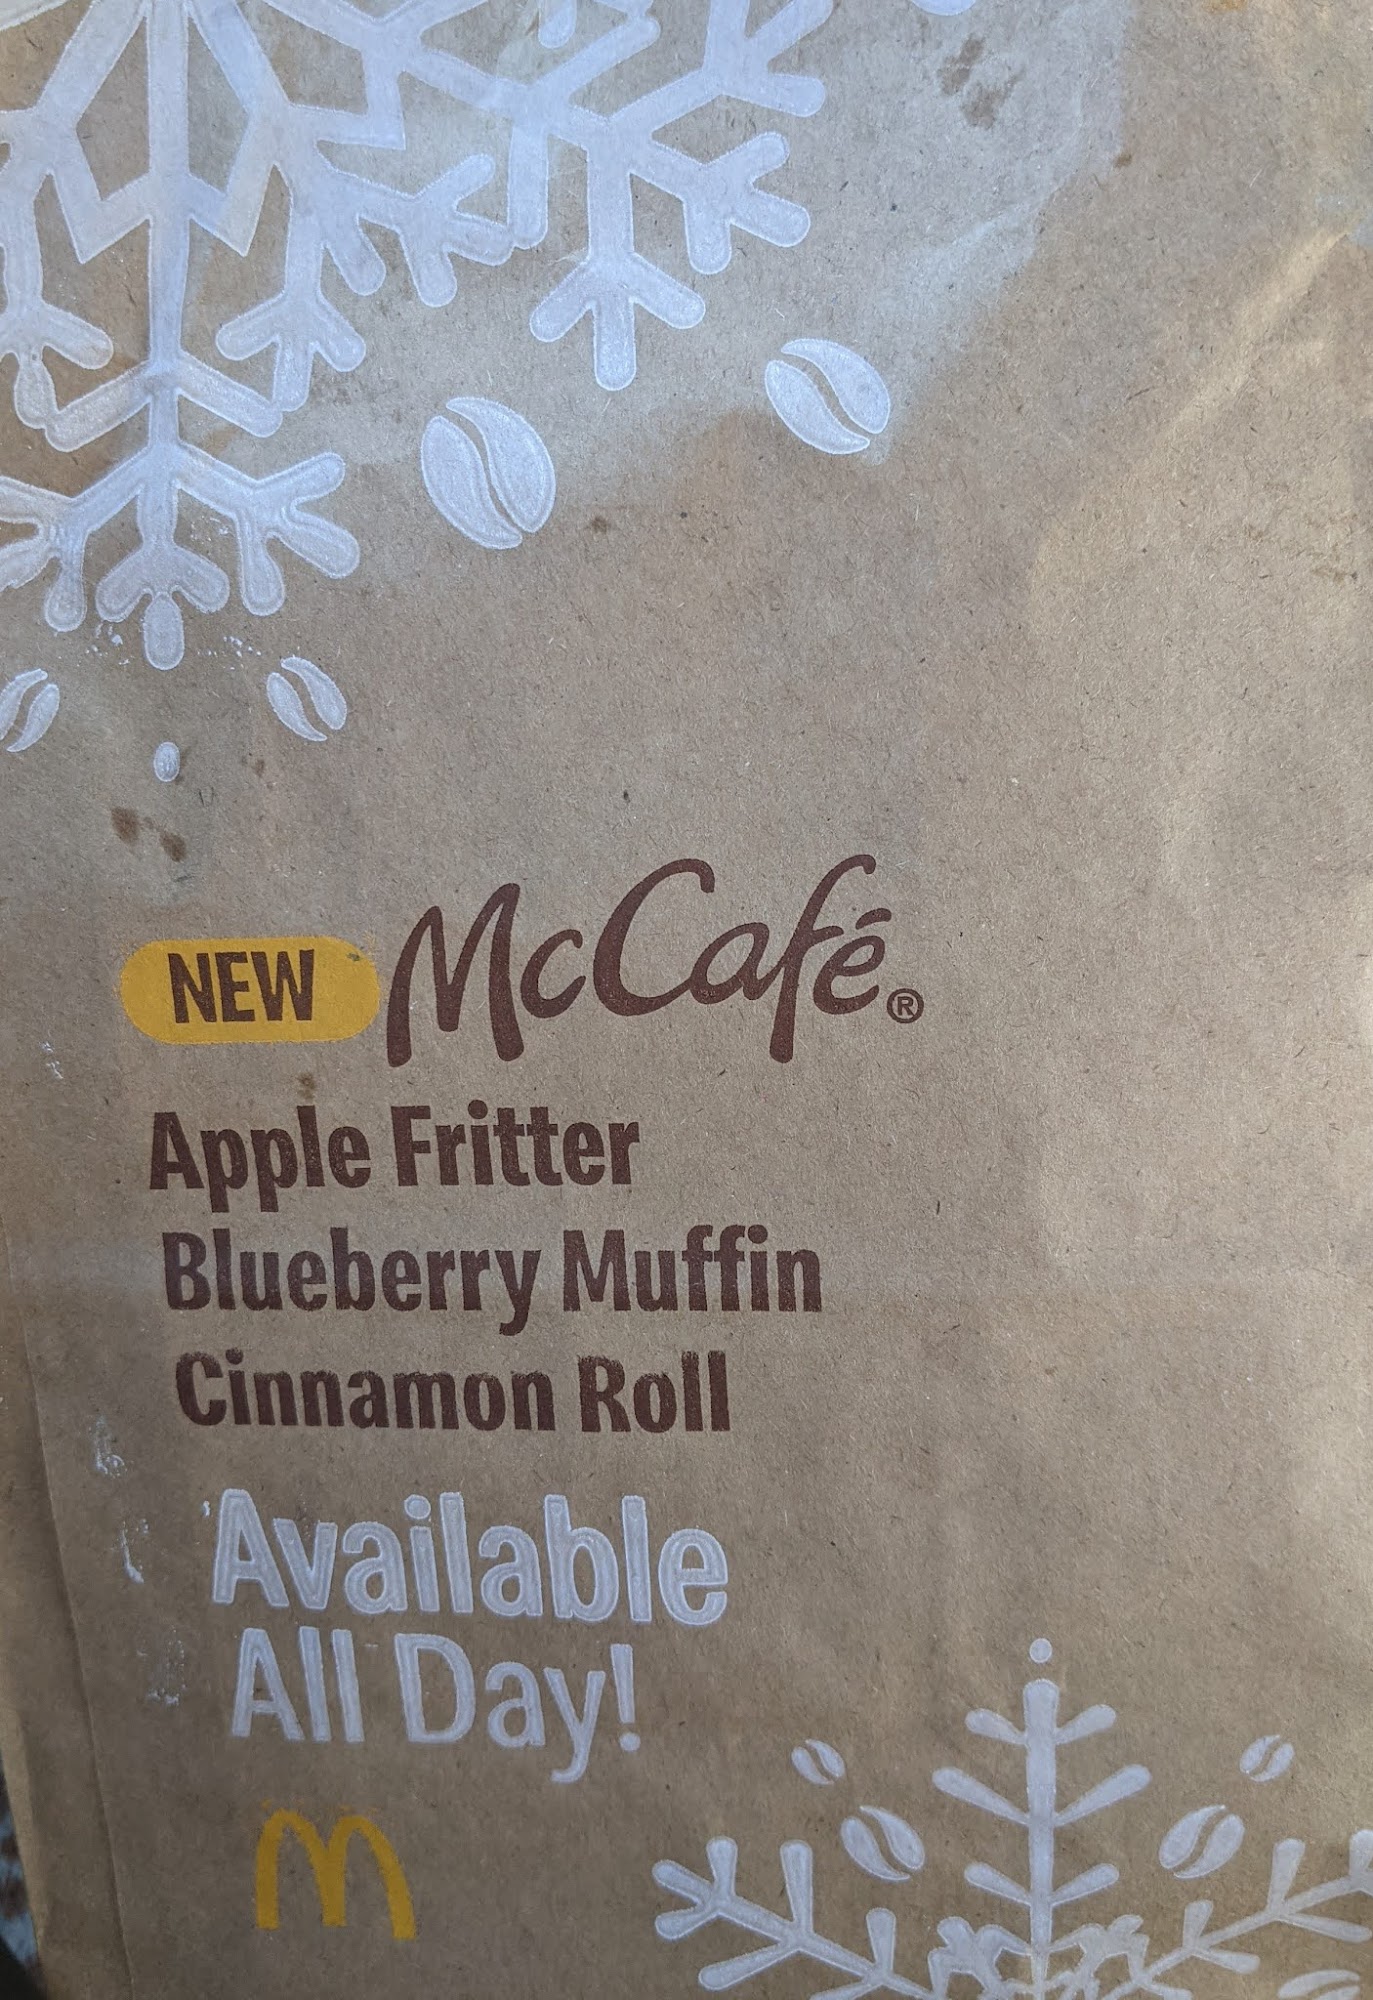 NEW McCafé®
Apple Fritter
Blueberry Muffin
Cinnamon Roll
Available
All Day!